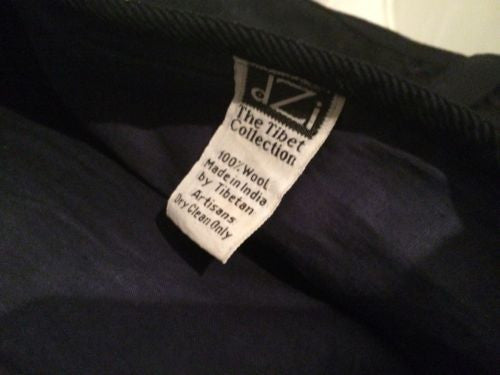 dZi
The Tibet
Collection
100% Wool
Made in India
by Tibetan
Artisans
Dry Clean Only